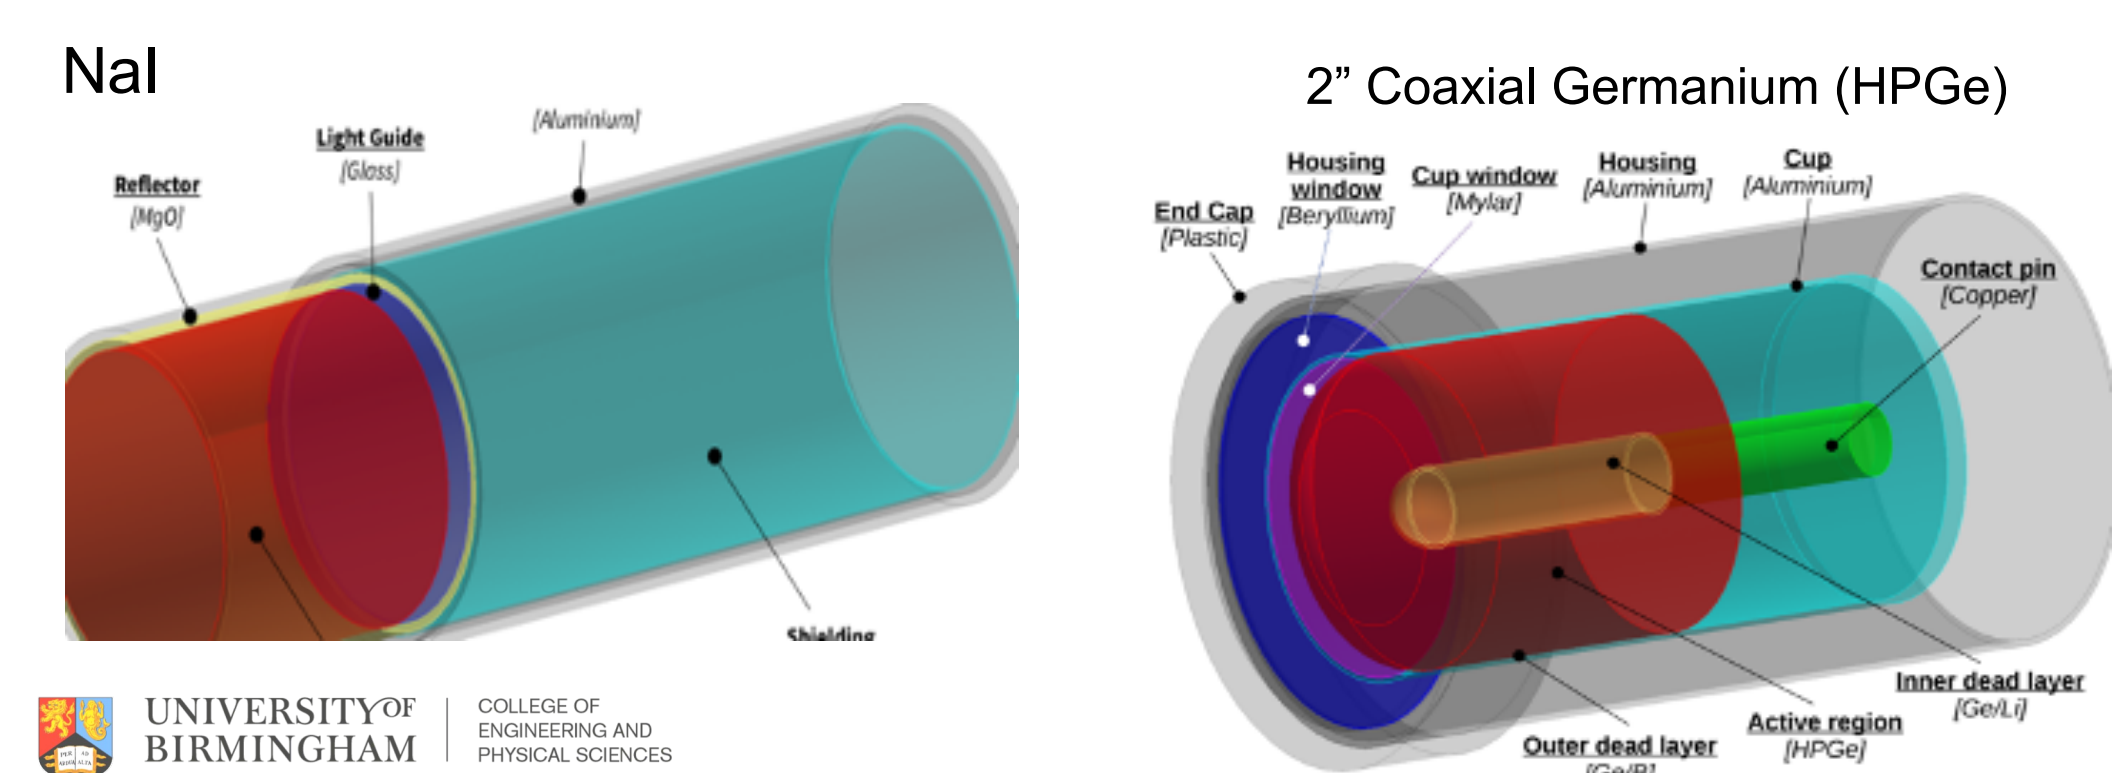 NaI
[Aluminium]
Light Guide
[Glass]
Reflector
[MgO]
Shielding
2” Coaxial Germanium (HPGe)
Housing
window
[Beryllium]
Cup window
[Mylar]
Housing
[Aluminium]
Cup
[Aluminium]
End Cap
[Plastic]
Contact pin
[Copper]
Inner dead layer
[Ge/Li]
Active region
[HPGe]
Outer dead layer
[Ge/B]
UNIVERSITY OF
BIRMINGHAM
COLLEGE OF
ENGINEERING AND
PHYSICAL SCIENCES